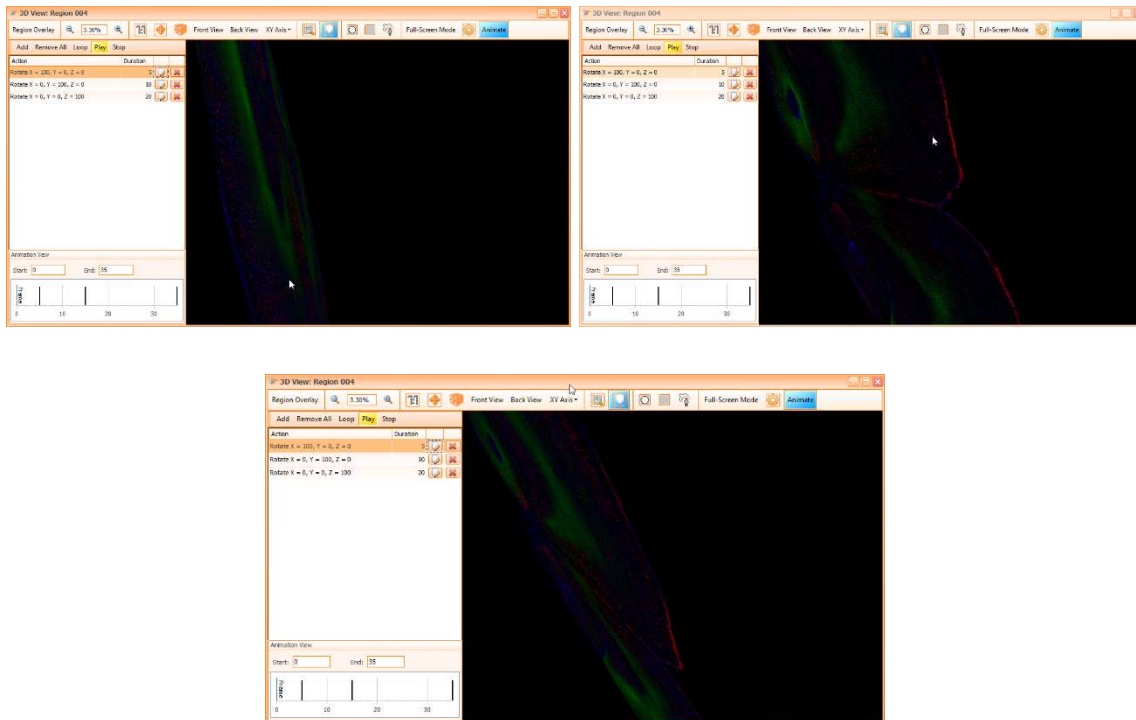 3D View: Region 004
Region Overlay 3.30% 1:1 Front View Back View XY Axis Full-Screen Mode Animate
Add Remove All Loop Play Stop
Action Duration
Rotate X = 100, Y = 0, Z = 0 5
Rotate X = 0, Y = 100, Z = 0 10
Rotate X = 0, Y = 0, Z = 100 20
Animation View
Start: 0 End: 35
Frame
0 10 20 30
3D View: Region 004
Region Overlay 3.30% 1:1 Front View Back View XY Axis Full-Screen Mode Animate
Add Remove All Loop Play Stop
Action Duration
Rotate X = 100, Y = 0, Z = 0 5
Rotate X = 0, Y = 100, Z = 0 10
Rotate X = 0, Y = 0, Z = 100 20
Animation View
Start: 0 End: 35
Frame
0 10 20 30
3D View: Region 004
Region Overlay 3.30% 1:1 Front View Back View XY Axis Full-Screen Mode Animate
Add Remove All Loop Play Stop
Action Duration
Rotate X = 100, Y = 0, Z = 0 5
Rotate X = 0, Y = 100, Z = 0 10
Rotate X = 0, Y = 0, Z = 100 20
Animation View
Start: 0 End: 35
Frame
0 10 20 30